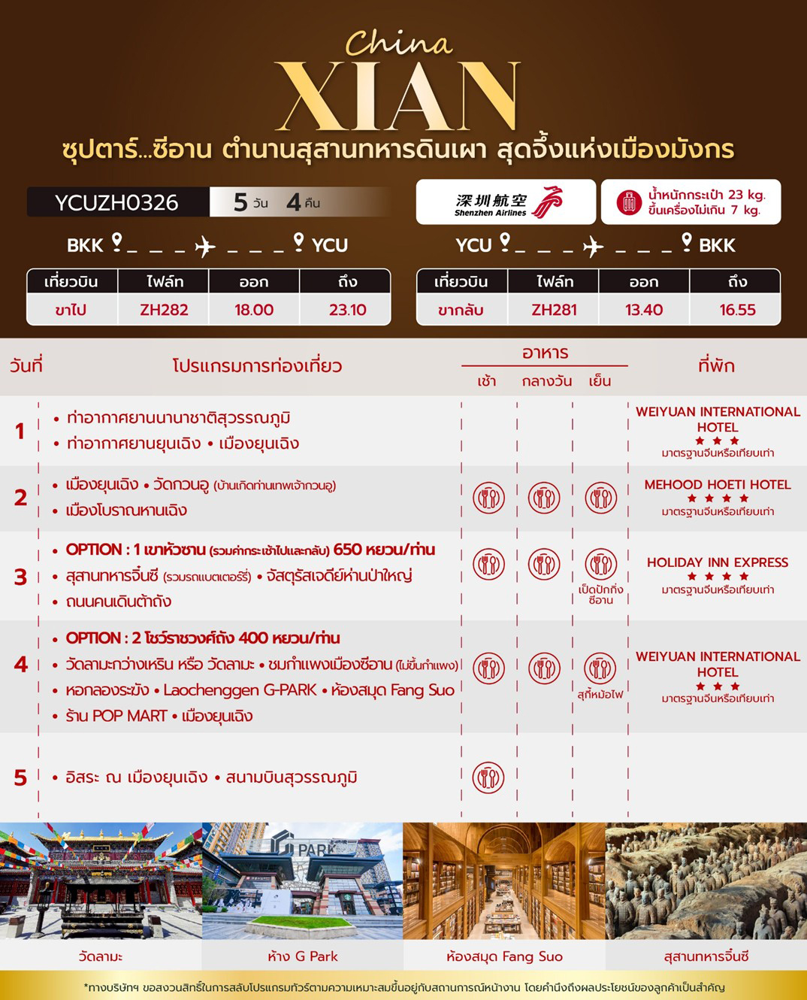 China
XIAN
ซุปตาร์...ซีอาน ตำนานสุสานทหารดินเผา สุดจึ้งแห่งเมืองมังกร
YCUZH0326 5 วัน 4 คืน
深圳航空
Shenzhen Airlines
น้ำหนักกระเป๋า 23 kg.
ขึ้นเครื่องไม่เกิน 7 kg.
BKK YCU
เที่ยวบิน ไฟล์ท ออก ถึง
ขาไป ZH282 18.00 23.10
YCU BKK
เที่ยวบิน ไฟล์ท ออก ถึง
ขากลับ ZH281 13.40 16.55
วันที่ โปรแกรมการท่องเที่ยว อาหาร ที่พัก
เช้า กลางวัน เย็น
1
• ท่าอากาศยานนานาชาติสุวรรณภูมิ
• ท่าอากาศยานยุนเฉิง • เมืองยุนเฉิง
WEIYUAN INTERNATIONAL
HOTEL
★ ★ ★
มาตรฐานจีนหรือเทียบเท่า
2
• เมืองยุนเฉิง • วัดกวนอู (บ้านเกิดท่านเทพเจ้ากวนอู)
• เมืองโบราณหานเฉิง
MEHOOD HOETI HOTEL
★ ★ ★ ★
มาตรฐานจีนหรือเทียบเท่า
3
• OPTION : 1 เขาหัวซาน (รวมค่ากระเช้าไปและกลับ) 650 หยวน/ท่าน
• สุสานทหารจิ๋นซี (รวมรถแบตเตอร์รี่) • จัสตุรัสเจดีย์ห่านป่าใหญ่
• ถนนคนเดินต้าถัง
เป็ดปักกิ่ง
ซีอาน
HOLIDAY INN EXPRESS
★ ★ ★ ★
มาตรฐานจีนหรือเทียบเท่า
4
• OPTION : 2 โชว์ราชวงศ์ถัง 400 หยวน/ท่าน
• วัดลามะกว่างเหริน หรือ วัดลามะ • ชมกำแพงเมืองซีอาน (ไม่ขึ้นกำแพง)
• หอกลองระฆัง • Laochenggen G-PARK • ห้องสมุด Fang Suo
• ร้าน POP MART • เมืองยุนเฉิง
สุกี้หม้อไฟ
WEIYUAN INTERNATIONAL
HOTEL
★ ★ ★
มาตรฐานจีนหรือเทียบเท่า
5
• อิสระ ณ เมืองยุนเฉิง • สนามบินสุวรรณภูมิ
G PARK
วัดลามะ ห้าง G Park ห้องสมุด Fang Suo สุสานทหารจิ๋นซี
*ทางบริษัทฯ ขอสงวนสิทธิ์ในการสลับโปรแกรมทัวร์ตามความเหมาะสมขึ้นอยู่กับสถานการณ์หน้างาน โดยคำนึงถึงผลประโยชน์ของลูกค้าเป็นสำคัญ